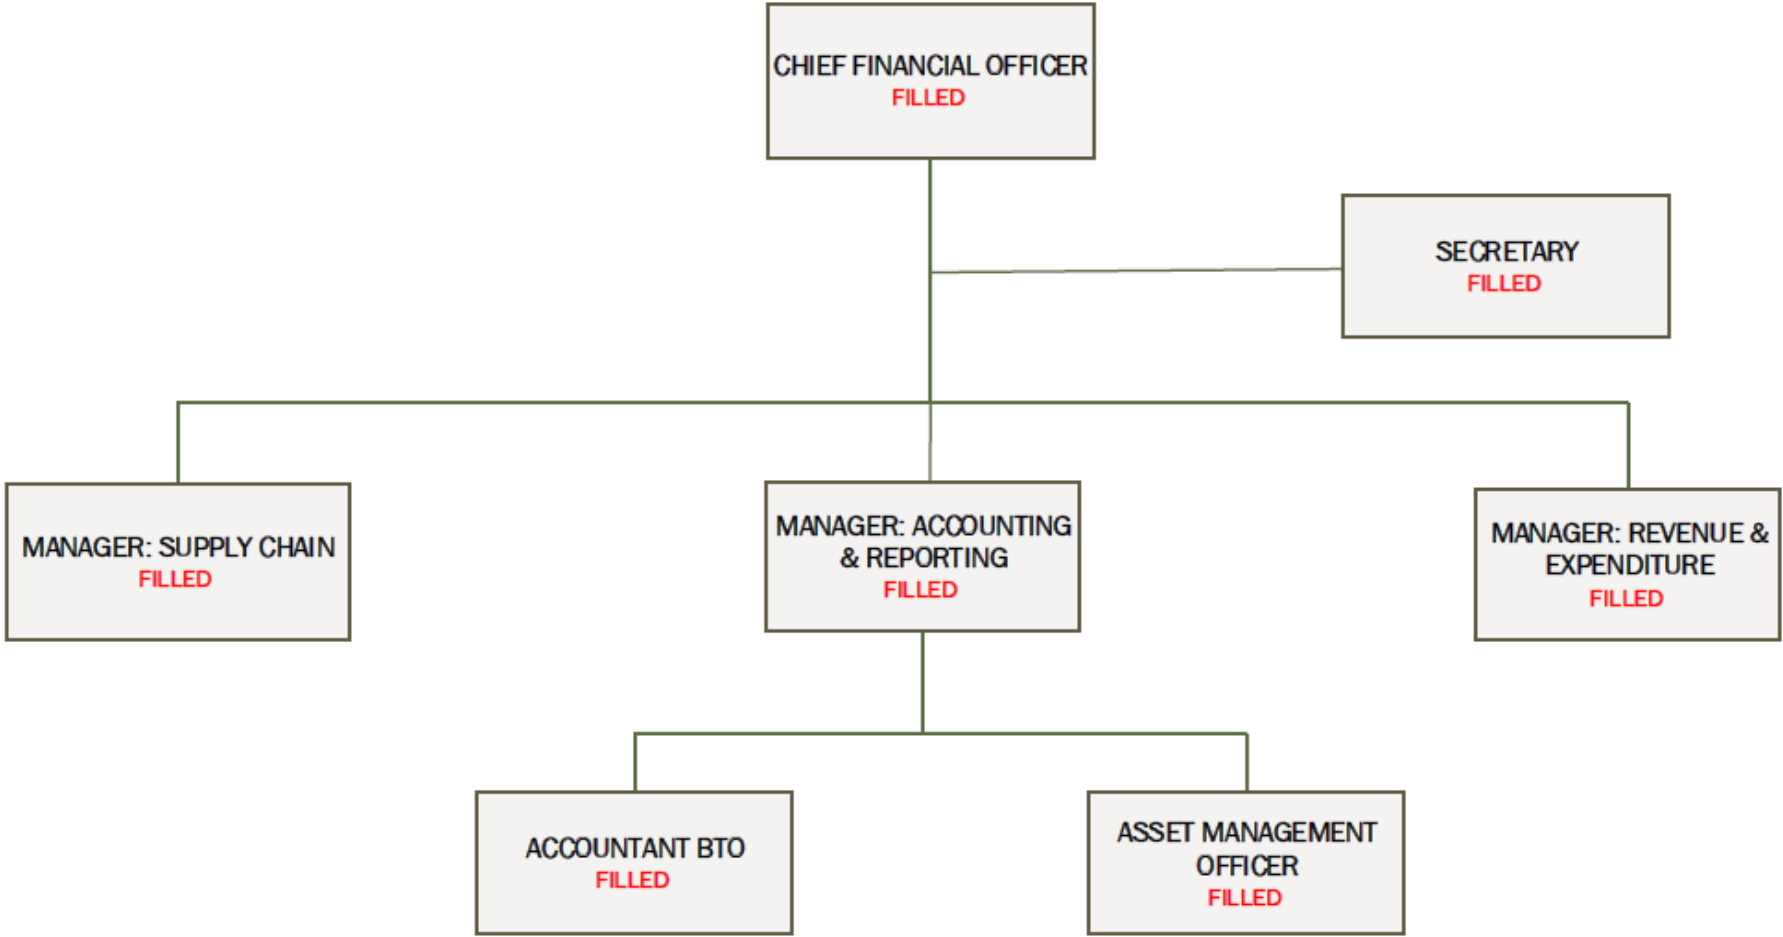 CHIEF FINANCIAL OFFICER
FILLED
SECRETARY
FILLED
MANAGER: SUPPLY CHAIN
FILLED
MANAGER: ACCOUNTING
& REPORTING
FILLED
MANAGER: REVENUE &
EXPENDITURE
FILLED
ACCOUNTANT BTO
FILLED
ASSET MANAGEMENT
OFFICER
FILLED